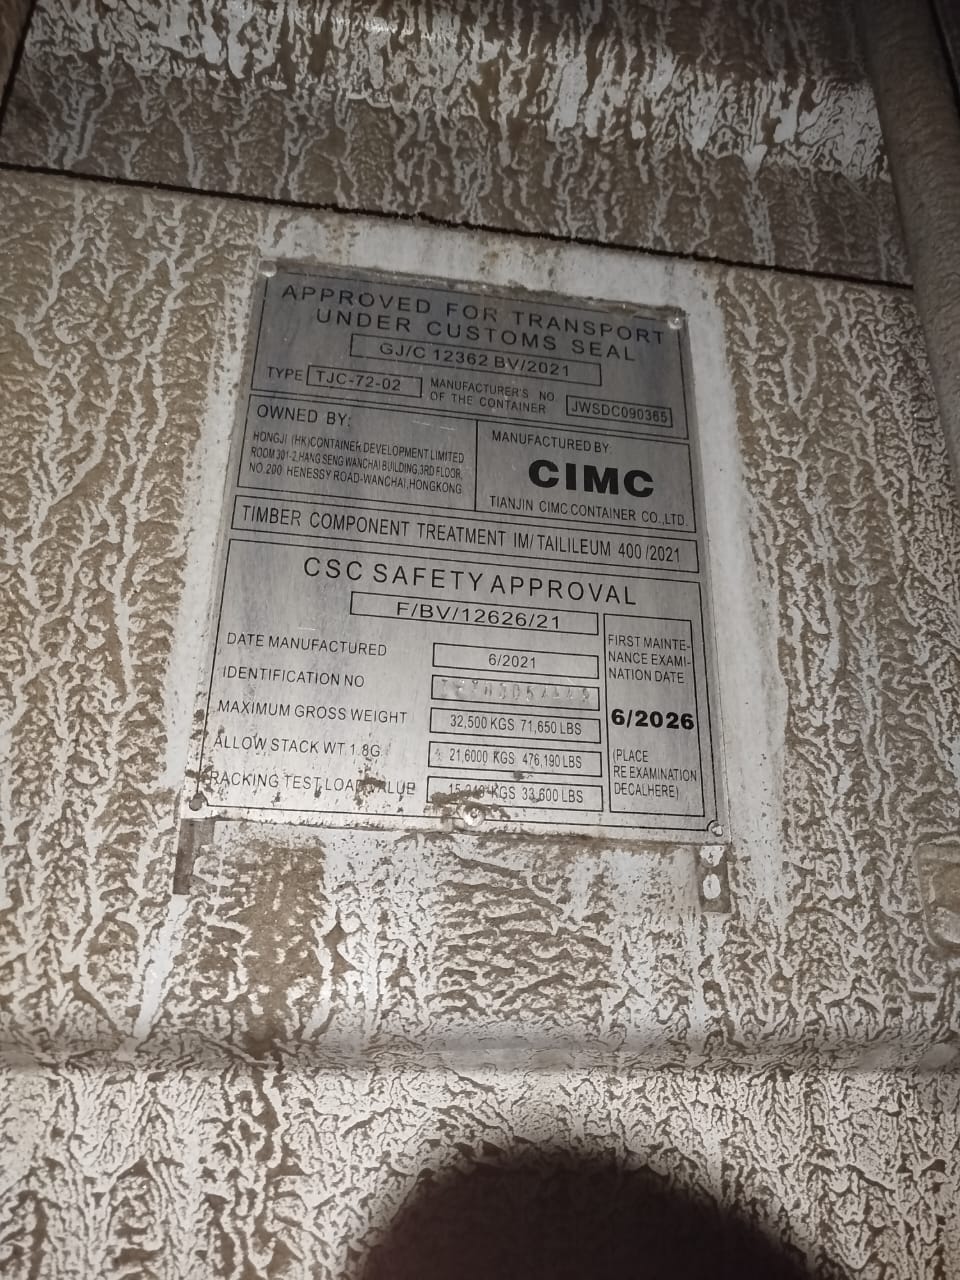 APPROVED FOR TRANSPORT
UNDER CUSTOMS SEAL
GJ/C 12362 BV/2021
TYPE TJC-72-02
MANUFACTURER'S NO.
OF THE CONTAINER
JWSDC090365
OWNED BY:
HONGJI (HK)CONTAINER DEVELOPMENT LIMITED
ROOM 301-2,HANG SENG WANCHAI BUILDING,3RD FLOOR,
NO.200 HENESSY ROAD-WANCHAI,HONGKONG
MANUFACTURED BY:
CIMC
TIANJIN CIMC CONTAINER CO.,LTD.
TIMBER COMPONENT TREATMENT IM/TAILILEUM 400/2021
CSC SAFETY APPROVAL
F/BV/12626/21
DATE MANUFACTURED 6/2021
IDENTIFICATION NO
MAXIMUM GROSS WEIGHT 32,500 KGS 71,650 LBS
ALLOW STACK WT 1.8G 21,6000 KGS 476,190 LBS
RACKING TEST LOAD VALUE KGS 33,600 LBS
FIRST MAINTE-
NANCE EXAMI-
NATION DATE
6/2026
(PLACE
RE EXAMINATION
DECALHERE)